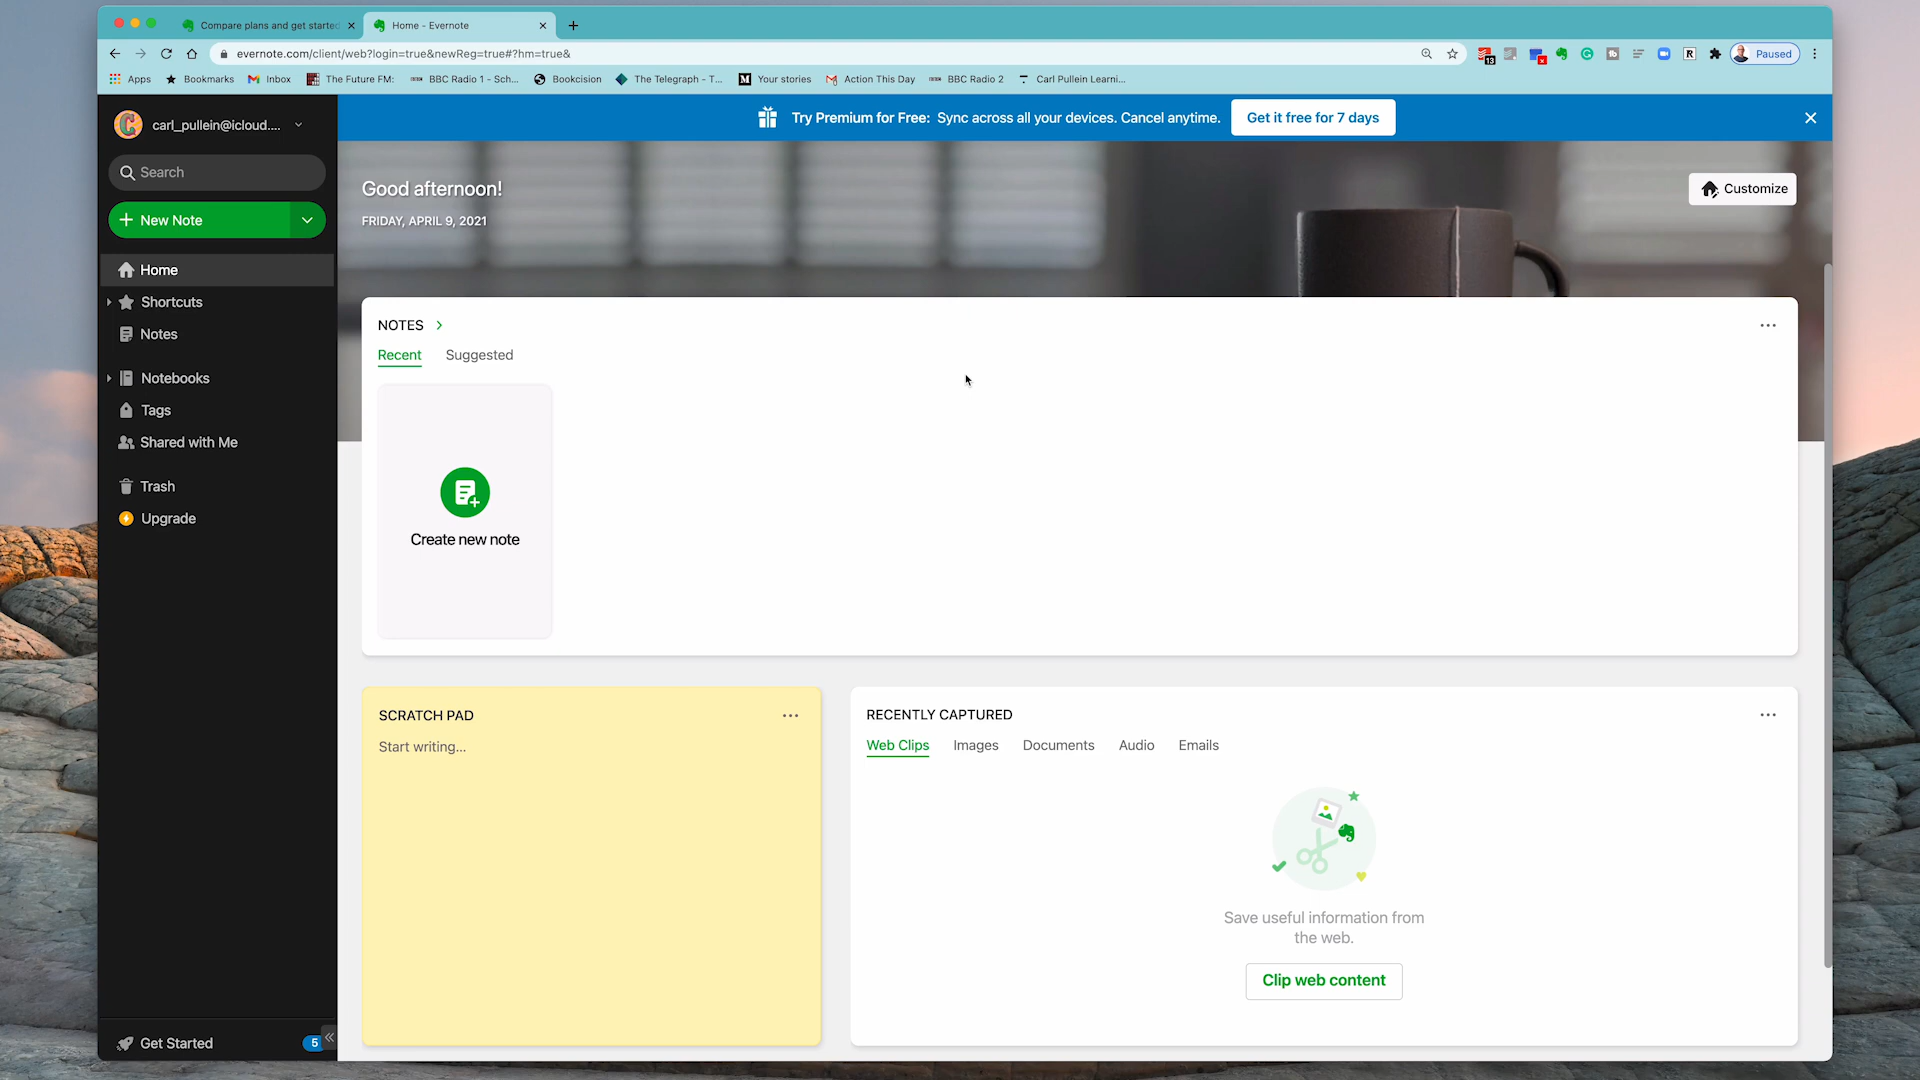 Compare plans and get started
Home - Evernote
evernote.com/client/web?login=true&newReg=true#?hm=true&
13
Paused
Apps
Bookmarks
Inbox
The Future FM:
BBC Radio 1 - Sch...
Bookcision
The Telegraph - T...
M
Your stories
Action This Day
BBC Radio 2
Carl Pullein Learni...
carl_pullein@icloud....
Try Premium for Free: Sync across all your devices. Cancel anytime.
Get it free for 7 days
Search
Good afternoon!
Customize
FRIDAY, APRIL 9, 2021
New Note
Home
Shortcuts
Notes
Notebooks
Tags
Shared with Me
Trash
Upgrade
NOTES
Recent
Suggested
Create new note
SCRATCH PAD
Start writing...
RECENTLY CAPTURED
Web Clips
Images
Documents
Audio
Emails
Save useful information from
the web.
Clip web content
Get Started
5